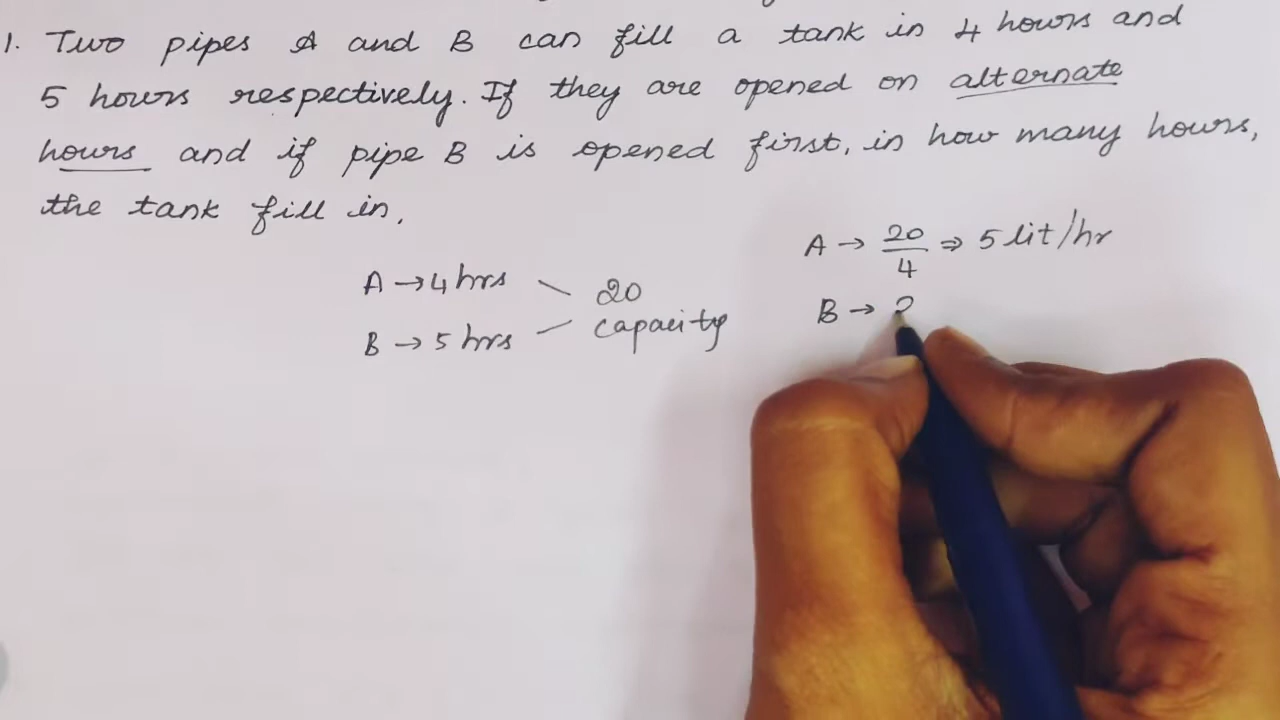 1. Two pipes A and B can fill a tank in 4 hours and
5 hours respectively. If they are opened on alternate
hours and if pipe B is opened first, in how many hours,
the tank fill in.
A → 4 hrs
B → 5 hrs
20
capacity
A → 20/4 ⇒ 5 lit/hr
B → 2